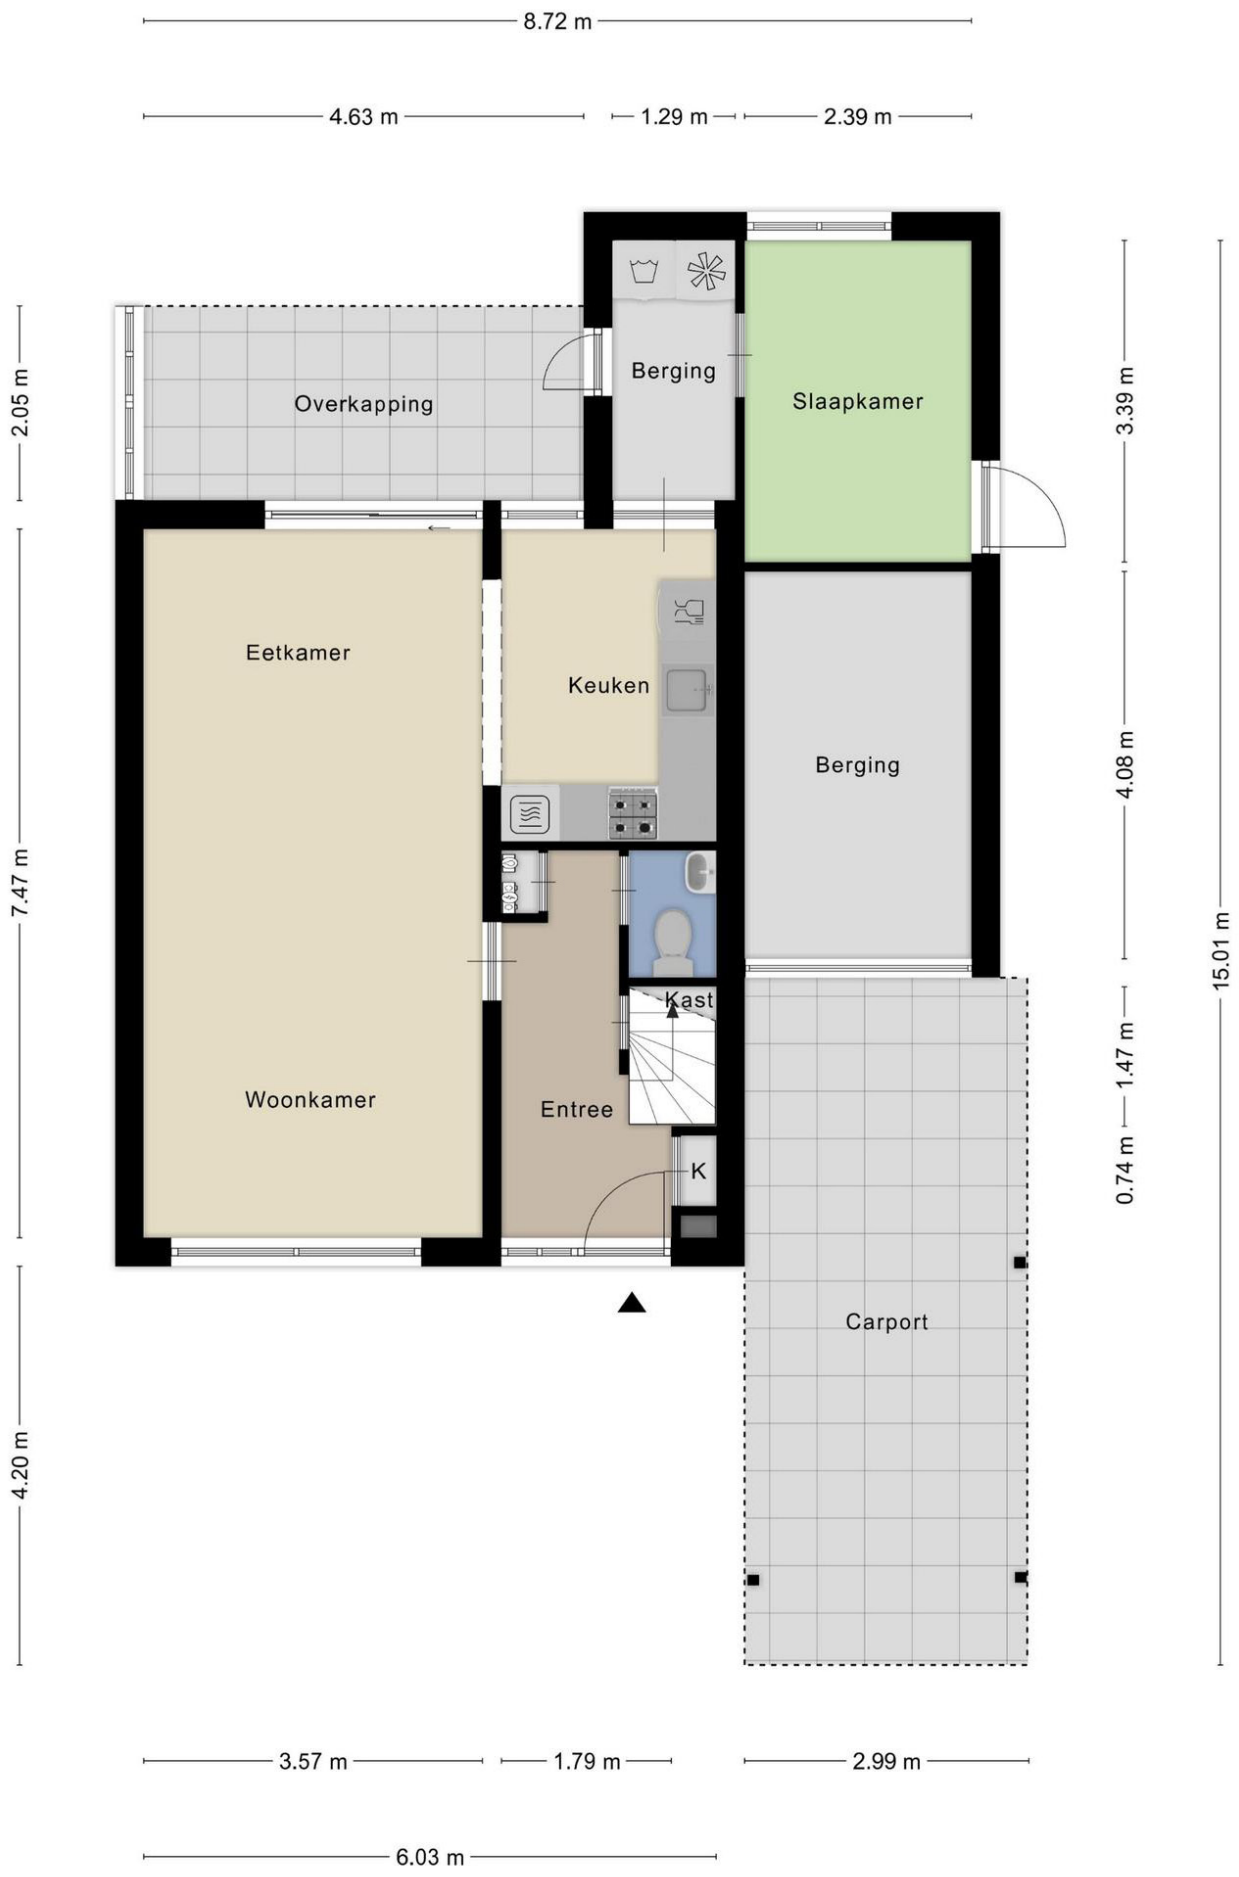 8.72 m
4.63 m
1.29 m
2.39 m
Berging
Slaapkamer
Overkapping
2.05 m
3.39 m
Eetkamer
Keuken
Berging
4.08 m
7.47 m
15.01 m
Kast
1.47 m
Woonkamer
Entree
K
0.74 m
Carport
4.20 m
3.57 m
1.79 m
2.99 m
6.03 m